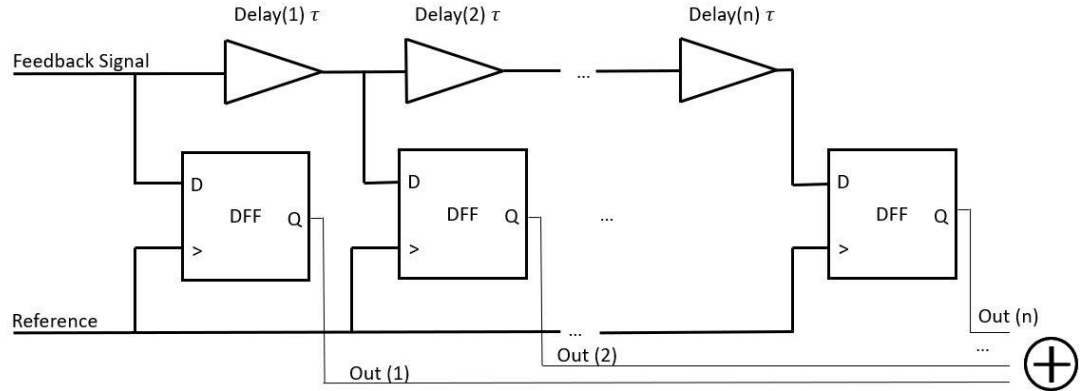 Delay(1) τ
Delay(2) τ
Delay(n) τ
Feedback Signal
...
D
DFF
Q
>
D
DFF
Q
>
...
D
DFF
Q
>
Reference
...
Out (n)
...
Out (2)
Out (1)